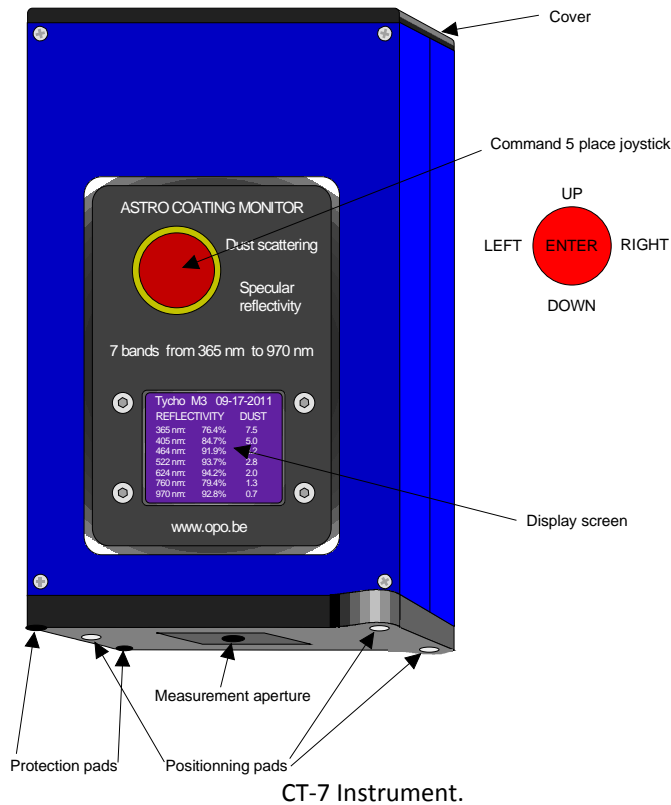 Cover
Command 5 place joystick
UP
LEFT ENTER RIGHT
DOWN
ASTRO COATING MONITOR
Dust scattering
Specular
reflectivity
7 bands from 365 nm to 970 nm
Tycho M3 09-17-2011
REFLECTIVITY DUST
365 nm: 76.4% 7.5
405 nm: 84.7% 5.0
464 nm: 91.9%
522 nm: 93.7% 2.8
624 nm: 94.2% 2.0
760 nm: 79.4% 1.3
970 nm: 92.8% 0.7
Display screen
www.opo.be
Measurement aperture
Protection pads Positionning pads
CT-7 Instrument.